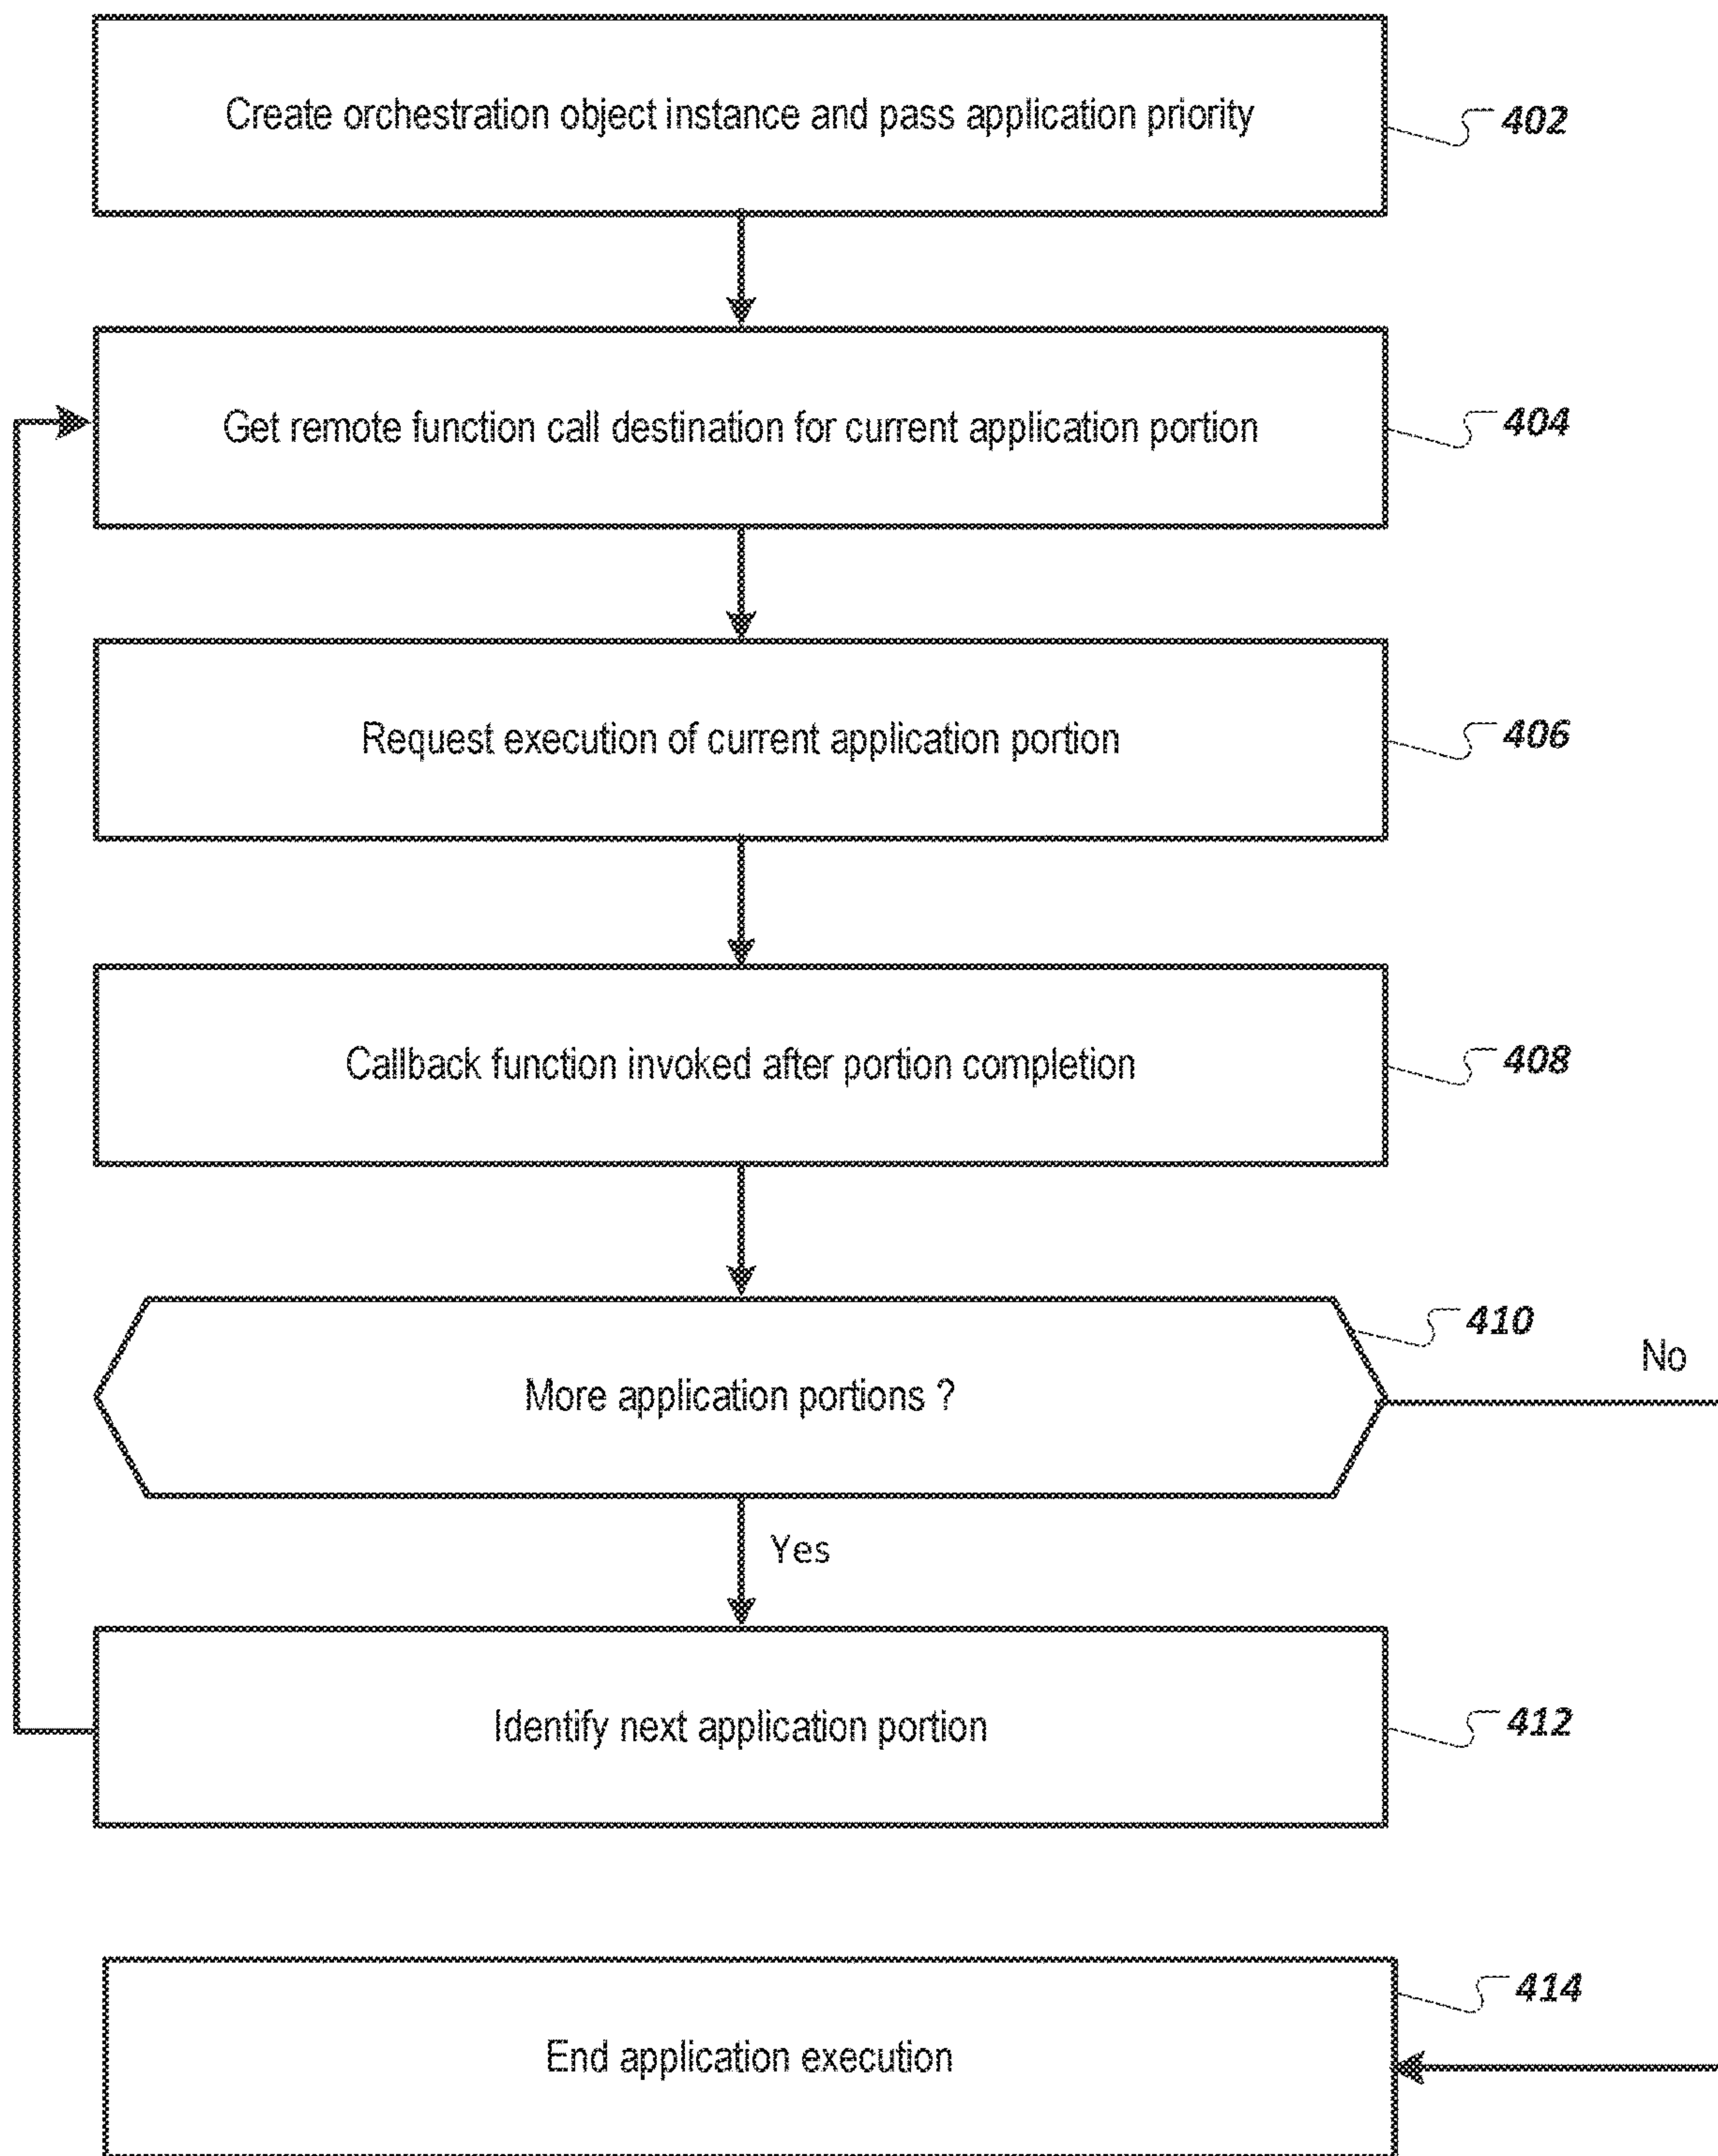 Create orchestration object instance and pass application priority
402
Get remote function call destination for current application portion
404
Request execution of current application portion
406
Callback function invoked after portion completion
408
410
No
More application portions ?
Yes
Identify next application portion
412
414
End application execution